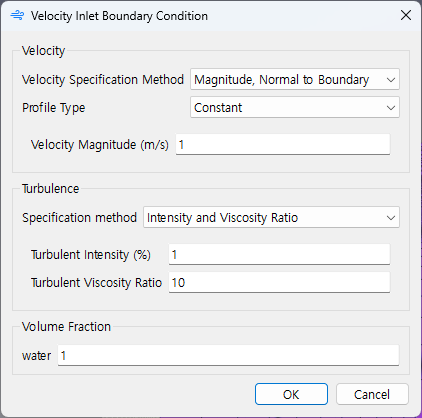 Velocity Inlet Boundary Condition
Velocity
Velocity Specification Method Magnitude, Normal to Boundary
Profile Type Constant
Velocity Magnitude (m/s) 1
Turbulence
Specification method Intensity and Viscosity Ratio
Turbulent Intensity (%) 1
Turbulent Viscosity Ratio 10
Volume Fraction
water 1
OK Cancel